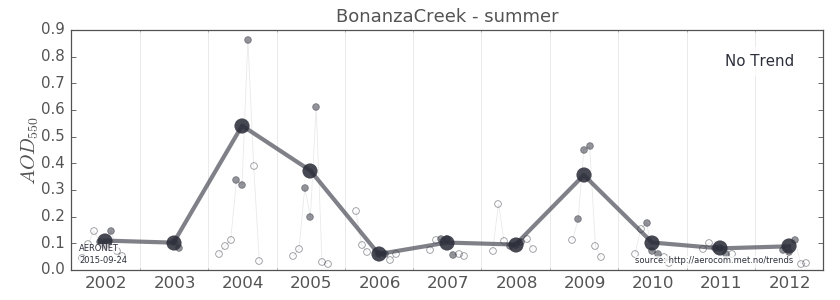 BonanzaCreek - summer
No Trend
AOD550
0.9
0.8
0.7
0.6
0.5
0.4
0.3
0.2
0.1
0.0
AERONET
2015-09-24
source: http://aerocom.met.no/trends
2002 2003 2004 2005 2006 2007 2008 2009 2010 2011 2012